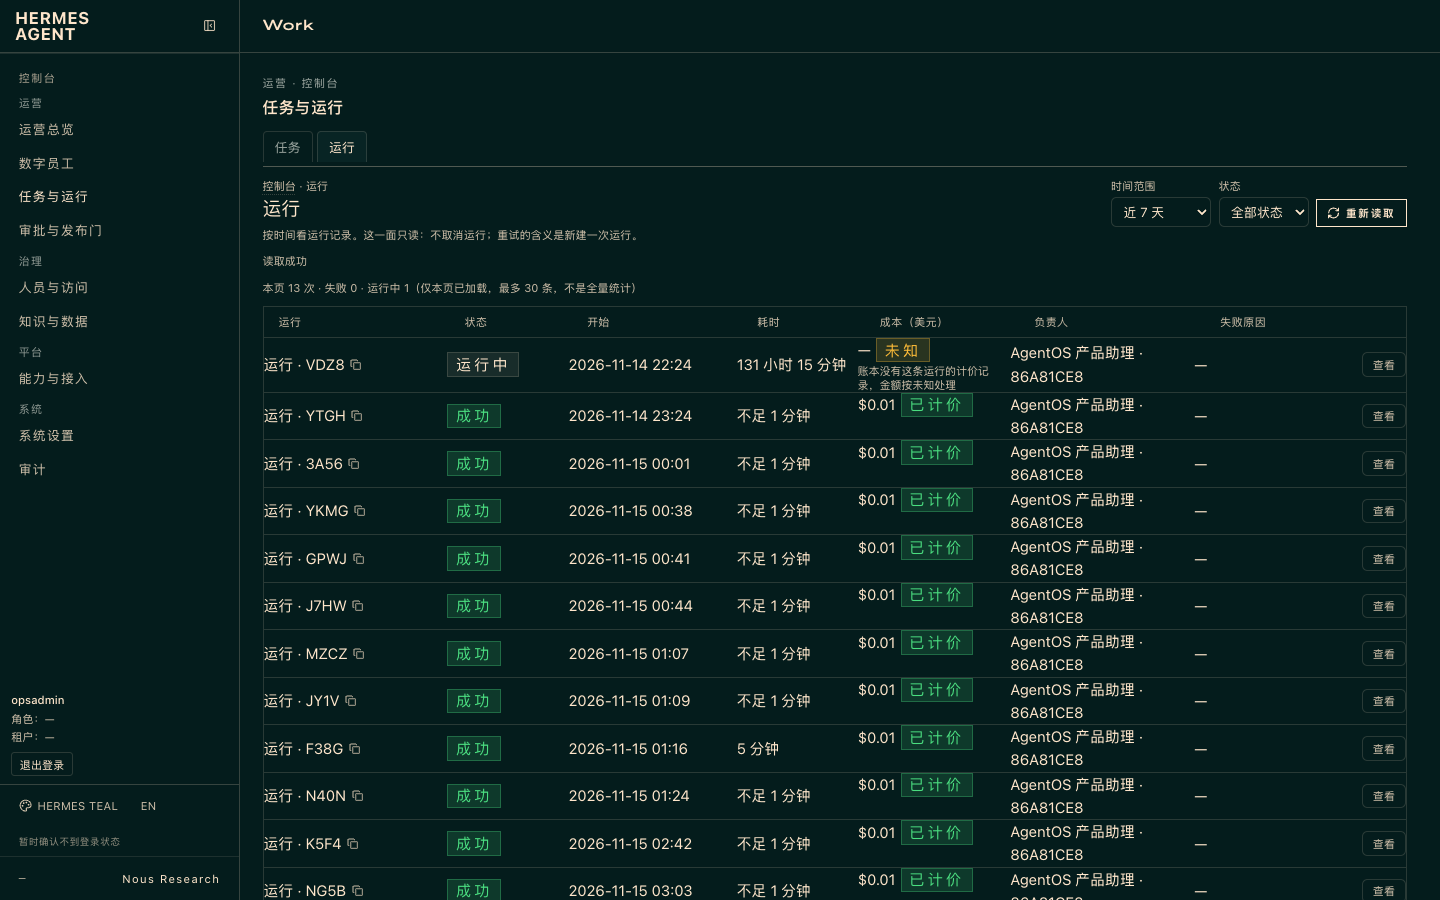 HERMES
AGENT
Work
控制台
运营
运营总览
数字员工
任务与运行
审批与发布门
治理
人员与访问
知识与数据
平台
能力与接入
系统
系统设置
审计
opsadmin
角色：—
租户：—
退出登录
HERMES TEAL EN
暂时确认不到登录状态
— Nous Research
运营 · 控制台
任务与运行
任务 运行
控制台 · 运行
运行
按时间看运行记录。这一面只读：不取消运行；重试的含义是新建一次运行。
时间范围 状态
近 7 天 全部状态 重新读取
读取成功
本页 13 次 · 失败 0 · 运行中 1（仅本页已加载，最多 30 条，不是全量统计）
运行 状态 开始 耗时 成本（美元） 负责人 失败原因
运行 · VDZ8 运行中 2026-11-14 22:24 131 小时 15 分钟 — 未知 账本没有这条运行的计价记录，金额按未知处理 AgentOS 产品助理 · 86A81CE8 — 查看
运行 · YTGH 成功 2026-11-14 23:24 不足 1 分钟 $0.01 已计价 AgentOS 产品助理 · 86A81CE8 — 查看
运行 · 3A56 成功 2026-11-15 00:01 不足 1 分钟 $0.01 已计价 AgentOS 产品助理 · 86A81CE8 — 查看
运行 · YKMG 成功 2026-11-15 00:38 不足 1 分钟 $0.01 已计价 AgentOS 产品助理 · 86A81CE8 — 查看
运行 · GPWJ 成功 2026-11-15 00:41 不足 1 分钟 $0.01 已计价 AgentOS 产品助理 · 86A81CE8 — 查看
运行 · J7HW 成功 2026-11-15 00:44 不足 1 分钟 $0.01 已计价 AgentOS 产品助理 · 86A81CE8 — 查看
运行 · MZCZ 成功 2026-11-15 01:07 不足 1 分钟 $0.01 已计价 AgentOS 产品助理 · 86A81CE8 — 查看
运行 · JY1V 成功 2026-11-15 01:09 不足 1 分钟 $0.01 已计价 AgentOS 产品助理 · 86A81CE8 — 查看
运行 · F38G 成功 2026-11-15 01:16 5 分钟 $0.01 已计价 AgentOS 产品助理 · 86A81CE8 — 查看
运行 · N40N 成功 2026-11-15 01:24 不足 1 分钟 $0.01 已计价 AgentOS 产品助理 · 86A81CE8 — 查看
运行 · K5F4 成功 2026-11-15 02:42 不足 1 分钟 $0.01 已计价 AgentOS 产品助理 · 86A81CE8 — 查看
运行 · NG5B 成功 2026-11-15 03:03 不足 1 分钟 $0.01 已计价 AgentOS 产品助理 · — 查看